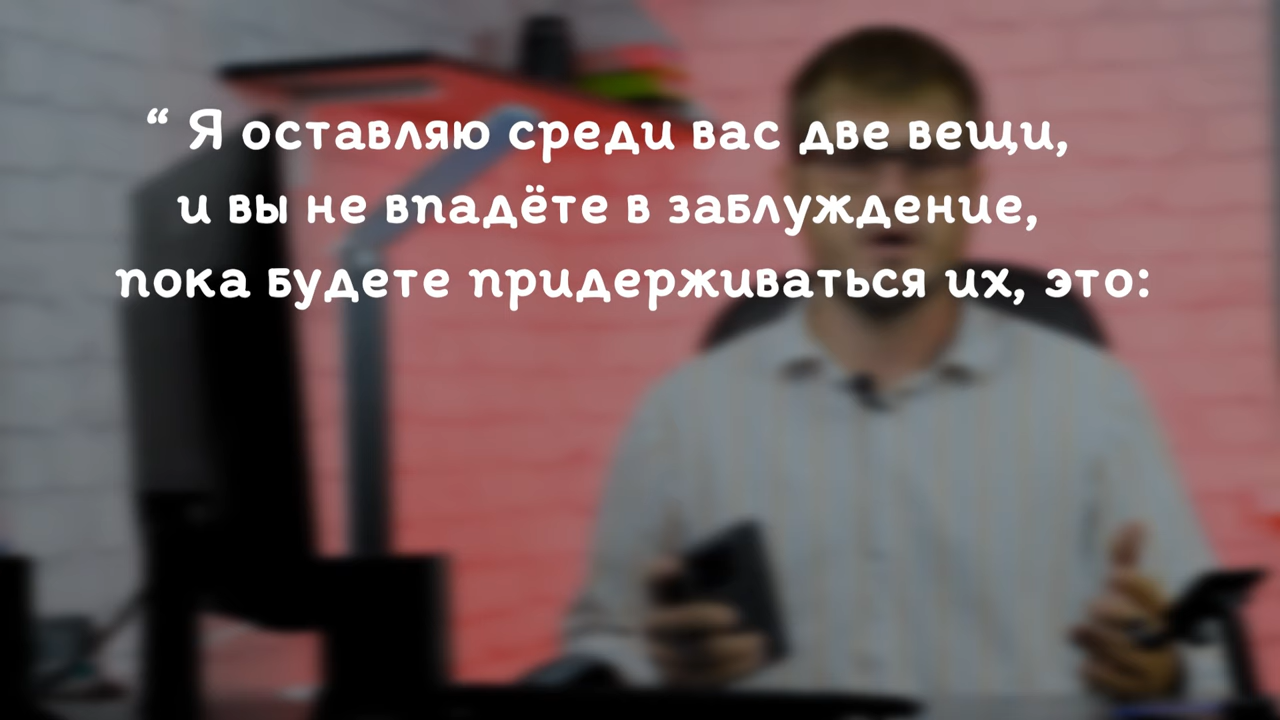 “ Я оставляю среди вас две вещи,
и вы не впадёте в заблуждение,
пока будете придерживаться их, это: